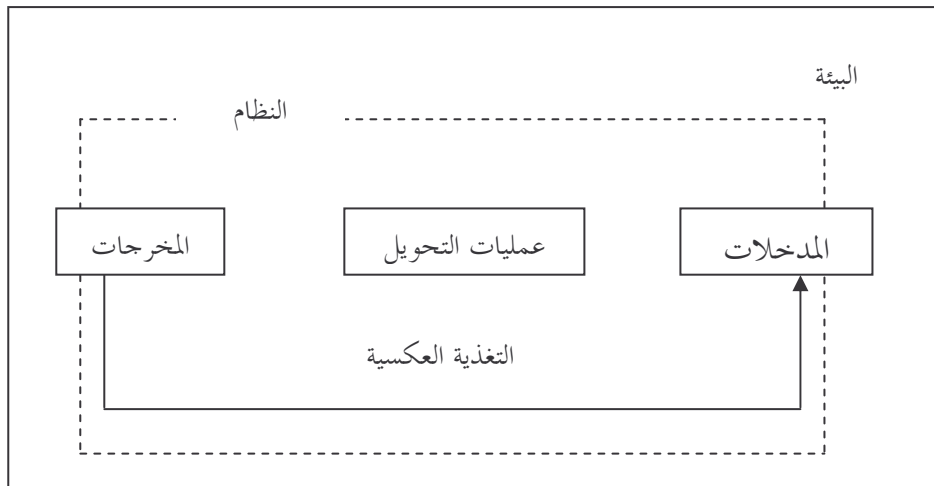 البيئة
النظام
المدخلات
عمليات التحويل
المخرجات
التغذية العكسية